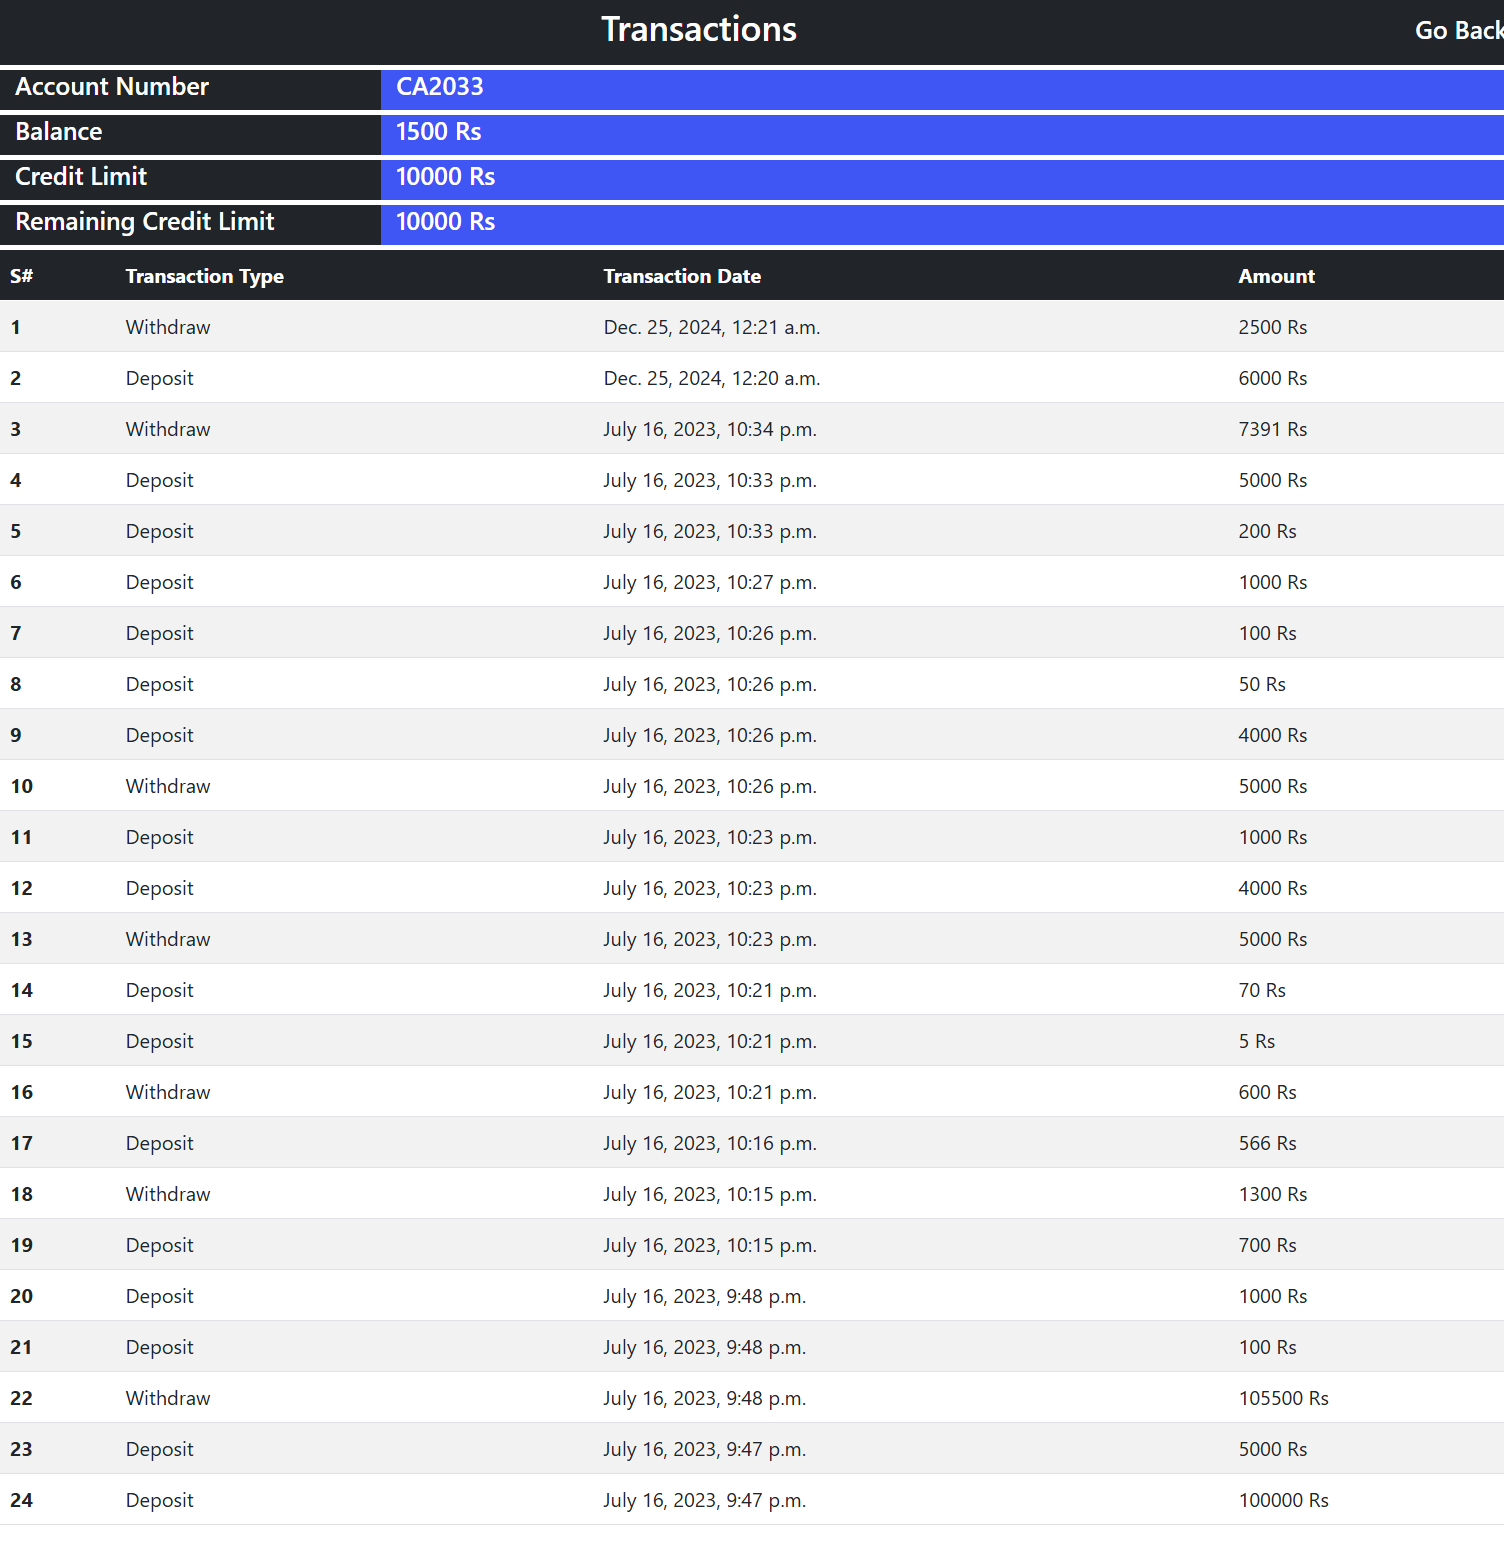 Transactions Go Back
Account Number CA2033
Balance 1500 Rs
Credit Limit 10000 Rs
Remaining Credit Limit 10000 Rs
S# Transaction Type Transaction Date Amount
1 Withdraw Dec. 25, 2024, 12:21 a.m. 2500 Rs
2 Deposit Dec. 25, 2024, 12:20 a.m. 6000 Rs
3 Withdraw July 16, 2023, 10:34 p.m. 7391 Rs
4 Deposit July 16, 2023, 10:33 p.m. 5000 Rs
5 Deposit July 16, 2023, 10:33 p.m. 200 Rs
6 Deposit July 16, 2023, 10:27 p.m. 1000 Rs
7 Deposit July 16, 2023, 10:26 p.m. 100 Rs
8 Deposit July 16, 2023, 10:26 p.m. 50 Rs
9 Deposit July 16, 2023, 10:26 p.m. 4000 Rs
10 Withdraw July 16, 2023, 10:26 p.m. 5000 Rs
11 Deposit July 16, 2023, 10:23 p.m. 1000 Rs
12 Deposit July 16, 2023, 10:23 p.m. 4000 Rs
13 Withdraw July 16, 2023, 10:23 p.m. 5000 Rs
14 Deposit July 16, 2023, 10:21 p.m. 70 Rs
15 Deposit July 16, 2023, 10:21 p.m. 5 Rs
16 Withdraw July 16, 2023, 10:21 p.m. 600 Rs
17 Deposit July 16, 2023, 10:16 p.m. 566 Rs
18 Withdraw July 16, 2023, 10:15 p.m. 1300 Rs
19 Deposit July 16, 2023, 10:15 p.m. 700 Rs
20 Deposit July 16, 2023, 9:48 p.m. 1000 Rs
21 Deposit July 16, 2023, 9:48 p.m. 100 Rs
22 Withdraw July 16, 2023, 9:48 p.m. 105500 Rs
23 Deposit July 16, 2023, 9:47 p.m. 5000 Rs
24 Deposit July 16, 2023, 9:47 p.m. 100000 Rs